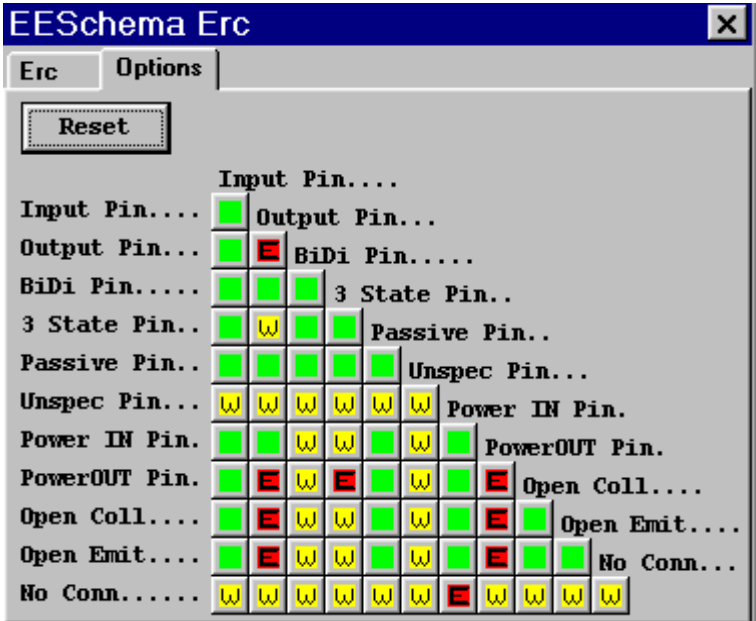 EESchema Erc
Erc Options
Reset
Input Pin....
Input Pin.... Output Pin...
Output Pin... E BiDi Pin.....
BiDi Pin..... 3 State Pin..
3 State Pin.. W Passive Pin..
Passive Pin.. Unspec Pin...
Unspec Pin... W W W W W W Power IN Pin.
Power IN Pin. W W W PowerOUT Pin.
PowerOUT Pin. E W E W E Open Coll....
Open Coll.... E W W W E Open Emit....
Open Emit.... E W W W E No Conn...
No Conn...... W W W W W W E W W W W